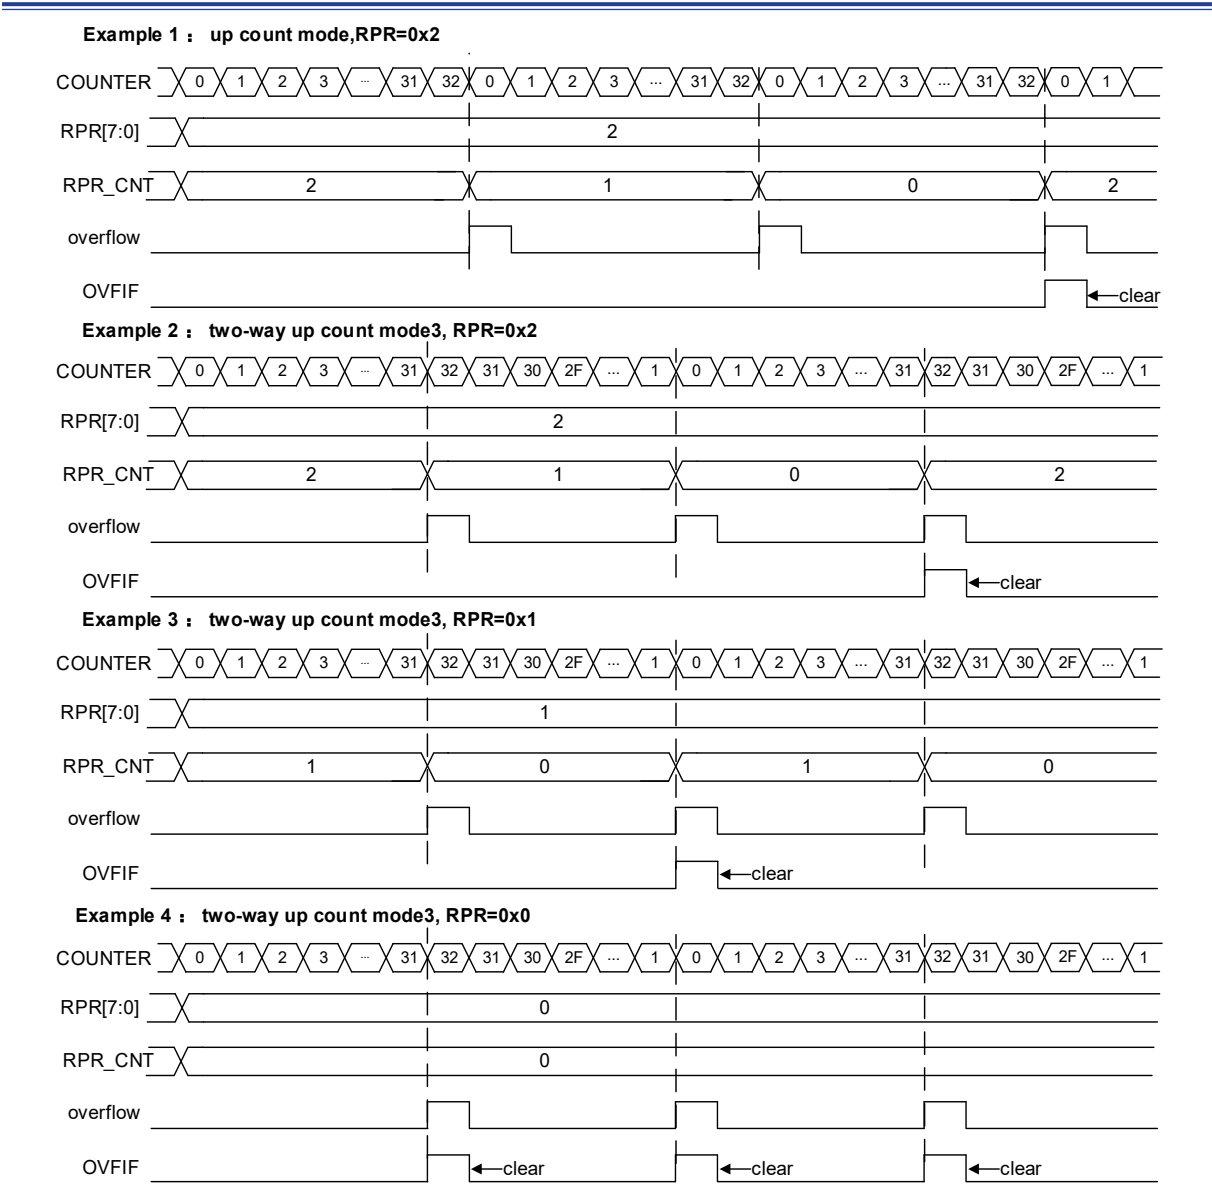 Example 1 ： up count mode,RPR=0x2
COUNTER 0 1 2 3 ... 31 32 0 1 2 3 ... 31 32 0 1 2 3 ... 31 32 0 1
RPR[7:0] 2
RPR_CNT 2 1 0 2
overflow
OVFIF clear
Example 2 ： two-way up count mode3, RPR=0x2
COUNTER 0 1 2 3 ... 31 32 31 30 2F ... 1 0 1 2 3 ... 31 32 31 30 2F ... 1
RPR[7:0] 2
RPR_CNT 2 1 0 2
overflow
OVFIF clear
Example 3 ： two-way up count mode3, RPR=0x1
COUNTER 0 1 2 3 ... 31 32 31 30 2F ... 1 0 1 2 3 ... 31 32 31 30 2F ... 1
RPR[7:0] 1
RPR_CNT 1 0 1 0
overflow
OVFIF clear
Example 4 ： two-way up count mode3, RPR=0x0
COUNTER 0 1 2 3 ... 31 32 31 30 2F ... 1 0 1 2 3 ... 31 32 31 30 2F ... 1
RPR[7:0] 0
RPR_CNT 0
overflow
OVFIF clear clear clear